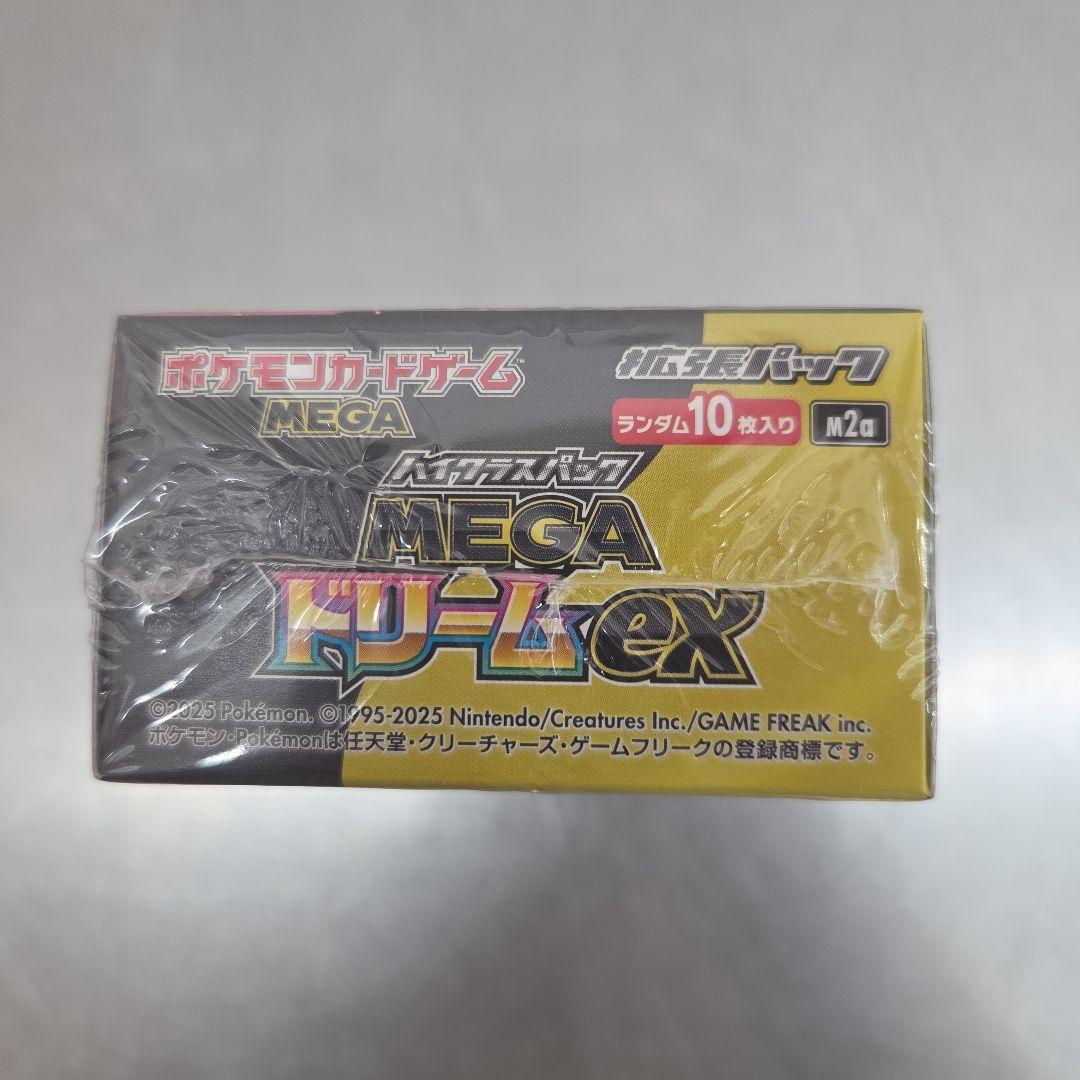 ポケモンカードゲーム™
MEGA
拡張パック
ランダム10枚入り
M2a
ハイクラスパック
MEGA
ドリームex
©2025 Pokémon. ©1995-2025 Nintendo/Creatures Inc./GAME FREAK inc.
ポケモン・Pokémonは任天堂・クリーチャーズ・ゲームフリークの登録商標です。